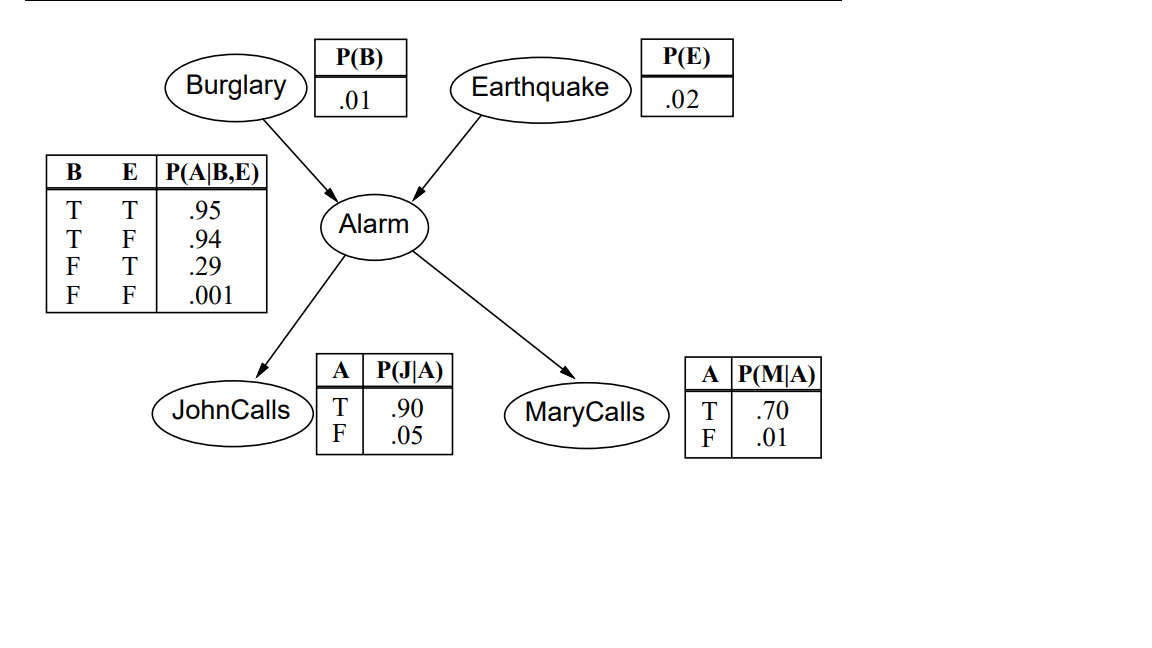 Burglary
P(B)
.01
Earthquake
P(E)
.02
B E P(A|B,E)
T T .95
T F .94
F T .29
F F .001
Alarm
JohnCalls
A P(J|A)
T .90
F .05
MaryCalls
A P(M|A)
T .70
F .01